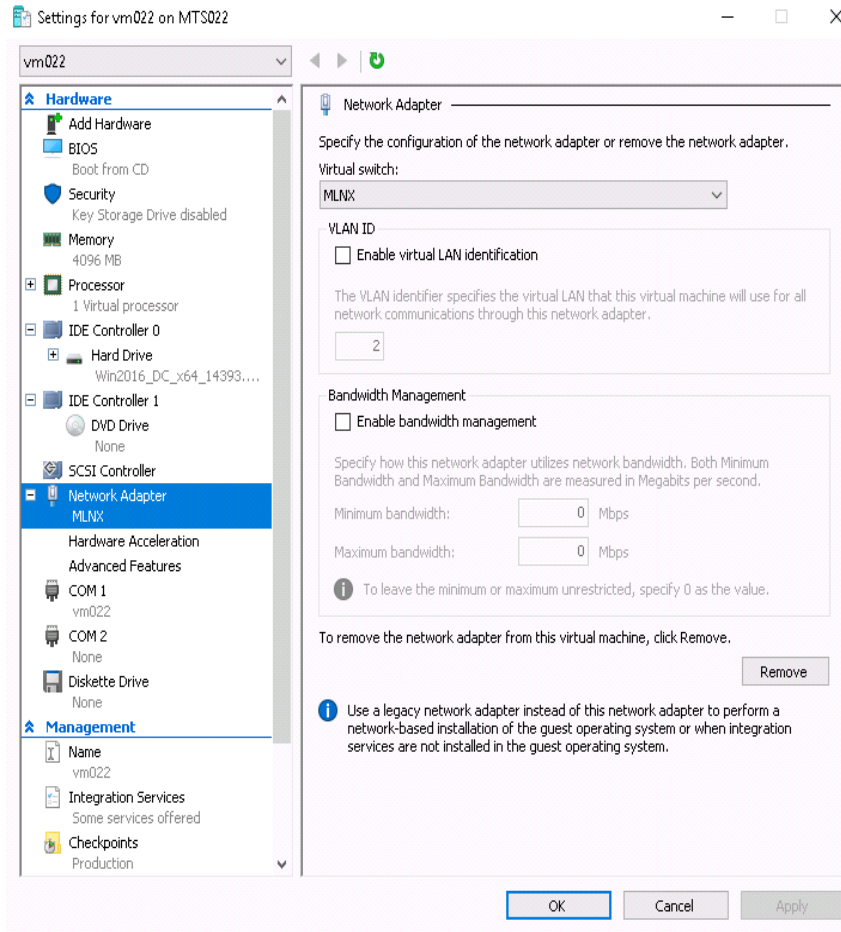 Settings for vm022 on MTS022
vm022
Hardware
Add Hardware
BIOS
Boot from CD
Security
Key Storage Drive disabled
Memory
4096 MB
Processor
1 Virtual processor
IDE Controller 0
Hard Drive
Win2016_DC_x64_14393....
IDE Controller 1
DVD Drive
None
SCSI Controller
Network Adapter
MLNX
Hardware Acceleration
Advanced Features
COM 1
vm022
COM 2
None
Diskette Drive
None
Management
Name
vm022
Integration Services
Some services offered
Checkpoints
Production
Network Adapter
Specify the configuration of the network adapter or remove the network adapter.
Virtual switch:
MLNX
VLAN ID
Enable virtual LAN identification
The VLAN identifier specifies the virtual LAN that this virtual machine will use for all
network communications through this network adapter.
2
Bandwidth Management
Enable bandwidth management
Specify how this network adapter utilizes network bandwidth. Both Minimum
Bandwidth and Maximum Bandwidth are measured in Megabits per second.
Minimum bandwidth: 0 Mbps
Maximum bandwidth: 0 Mbps
To leave the minimum or maximum unrestricted, specify 0 as the value.
To remove the network adapter from this virtual machine, click Remove.
Remove
Use a legacy network adapter instead of this network adapter to perform a
network-based installation of the guest operating system or when integration
services are not installed in the guest operating system.
OK Cancel Apply